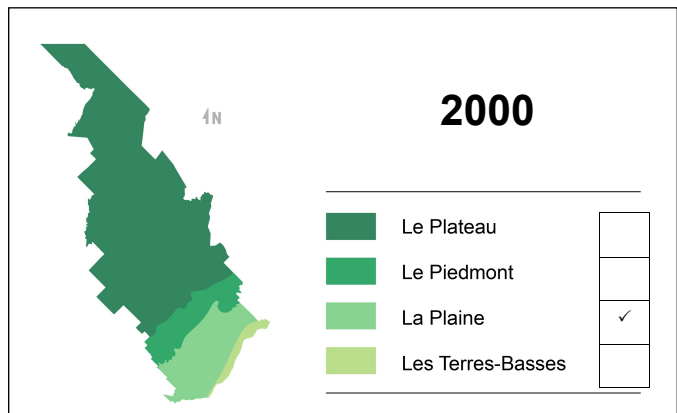 N
2000
Le Plateau
Le Piedmont
La Plaine ✓
Les Terres-Basses